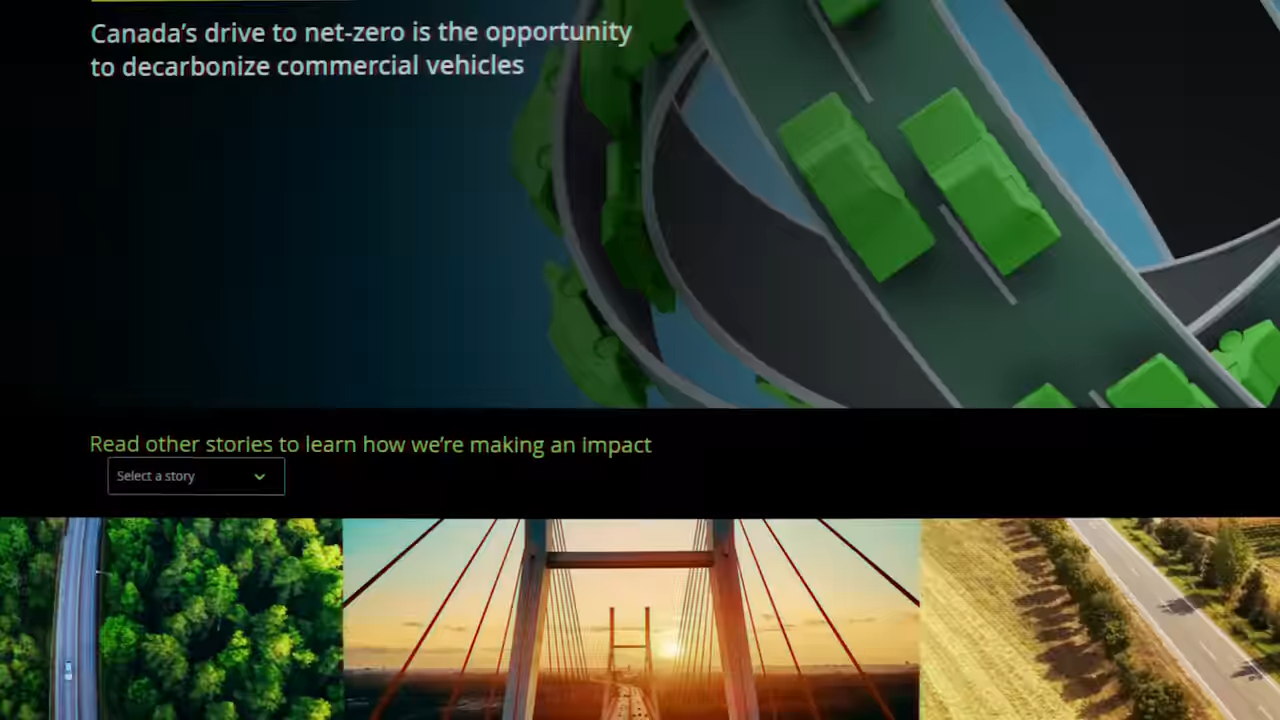 Canada’s drive to net-zero is the opportunity
to decarbonize commercial vehicles
Read other stories to learn how we’re making an impact
Select a story